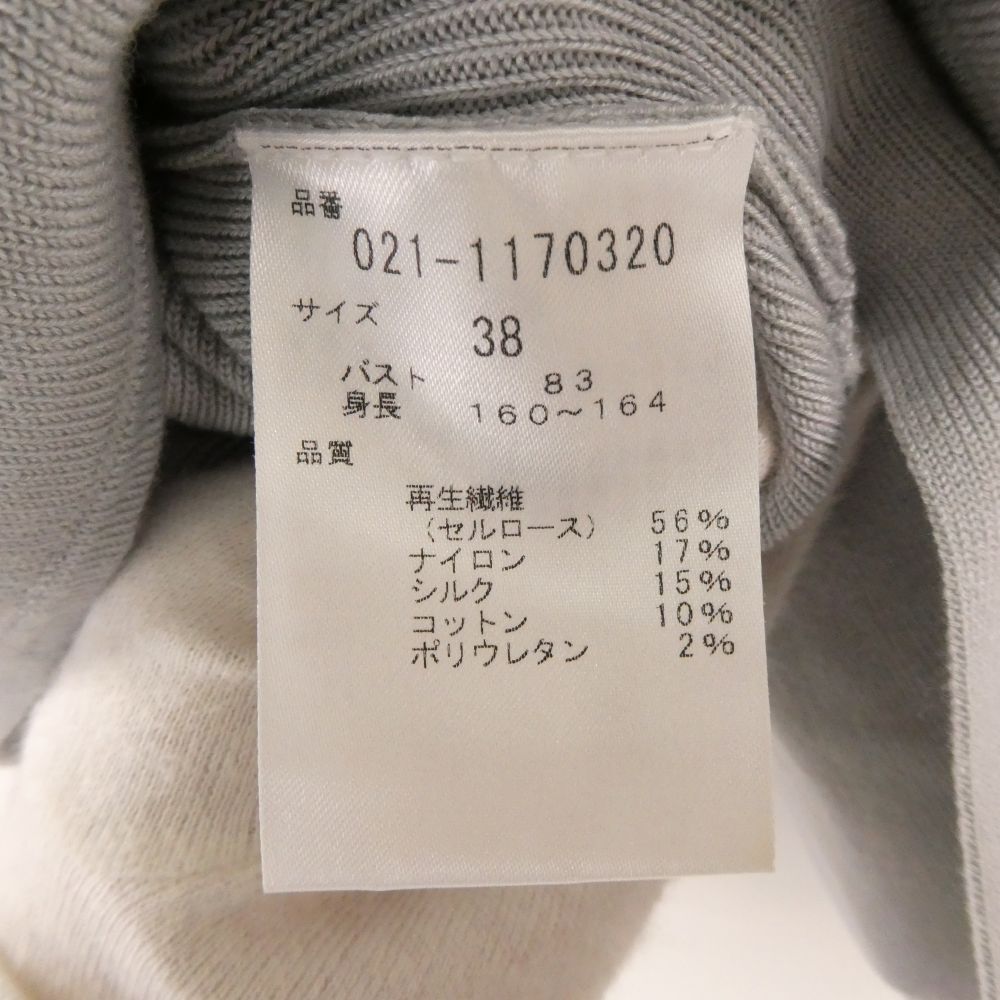 品番
021-1170320
サイズ 38
バスト 83
身長 160～164
品質
再生繊維
(セルロース) 56%
ナイロン 17%
シルク 15%
コットン 10%
ポリウレタン 2%